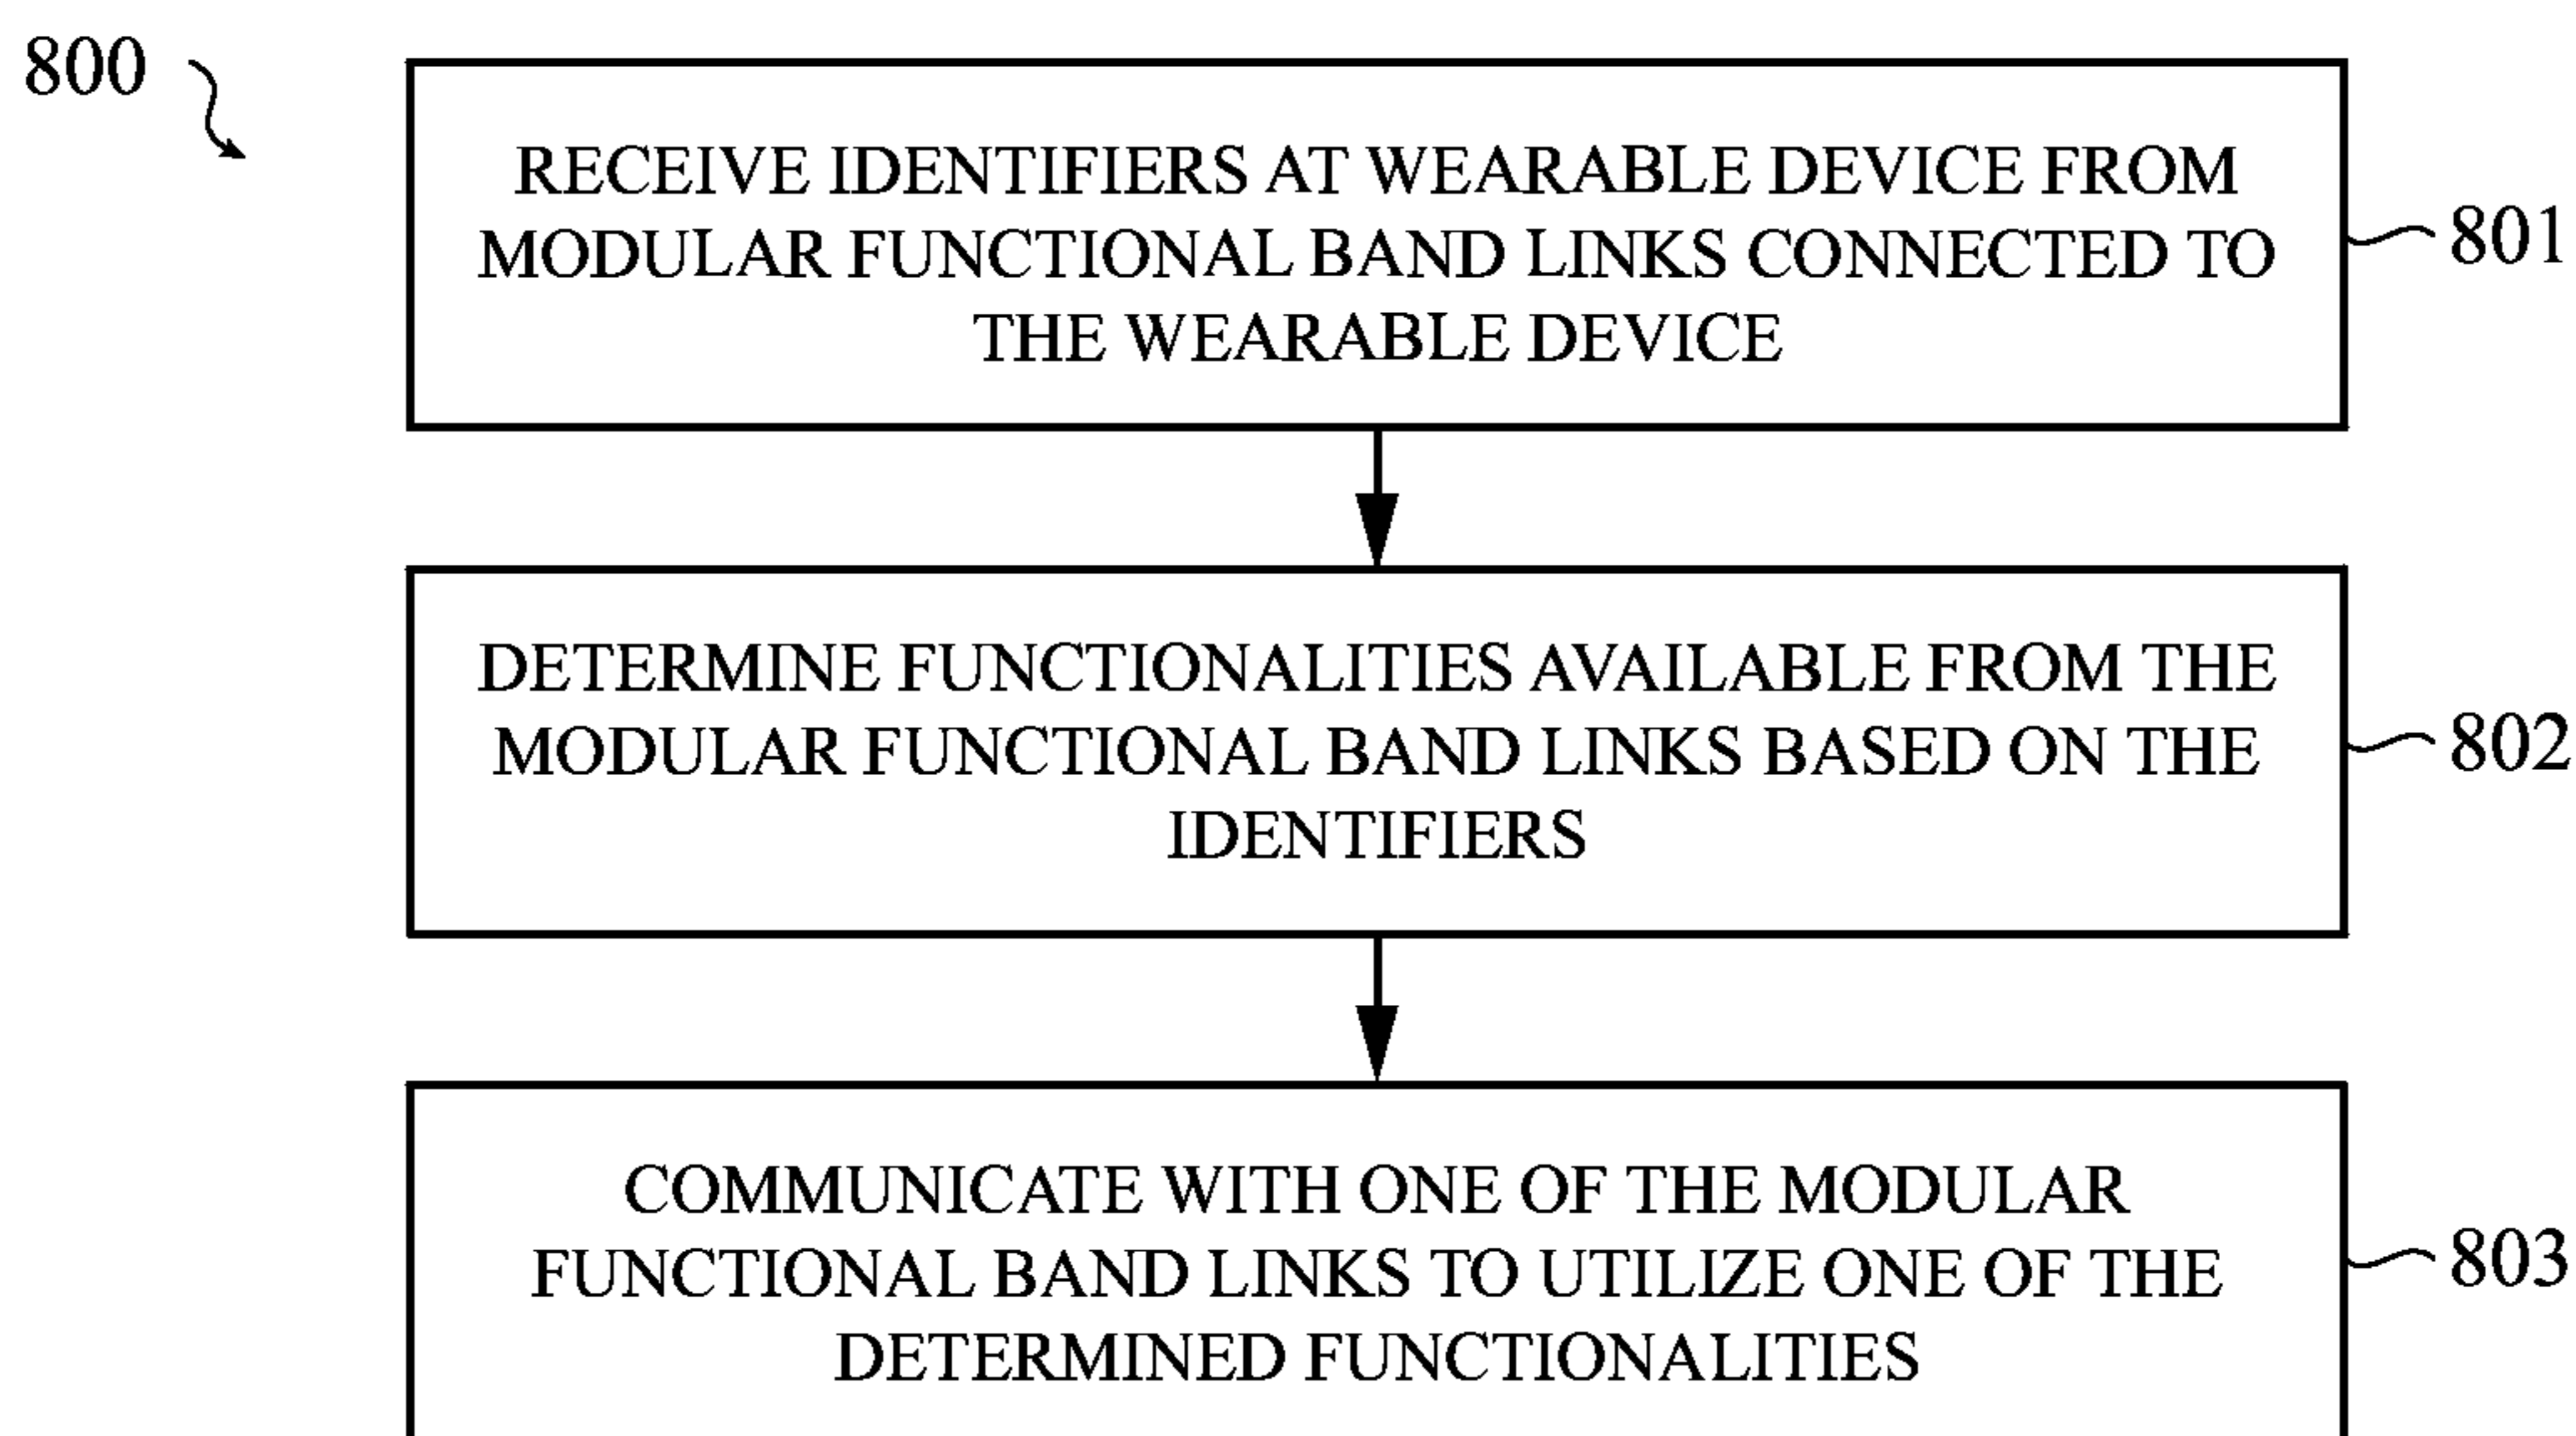 800
RECEIVE IDENTIFIERS AT WEARABLE DEVICE FROM
MODULAR FUNCTIONAL BAND LINKS CONNECTED TO
THE WEARABLE DEVICE
801
DETERMINE FUNCTIONALITIES AVAILABLE FROM THE
MODULAR FUNCTIONAL BAND LINKS BASED ON THE
IDENTIFIERS
802
COMMUNICATE WITH ONE OF THE MODULAR
FUNCTIONAL BAND LINKS TO UTILIZE ONE OF THE
DETERMINED FUNCTIONALITIES
803